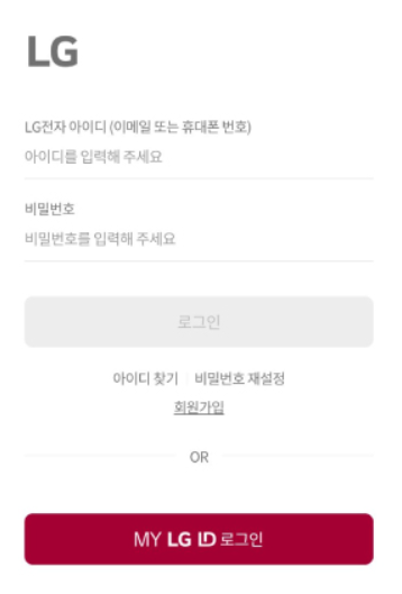 LG
LG전자 아이디 (이메일 또는 휴대폰 번호)
아이디를 입력해 주세요
비밀번호
비밀번호를 입력해 주세요
로그인
아이디 찾기 | 비밀번호 재설정
회원가입
OR
MY LG ID 로그인